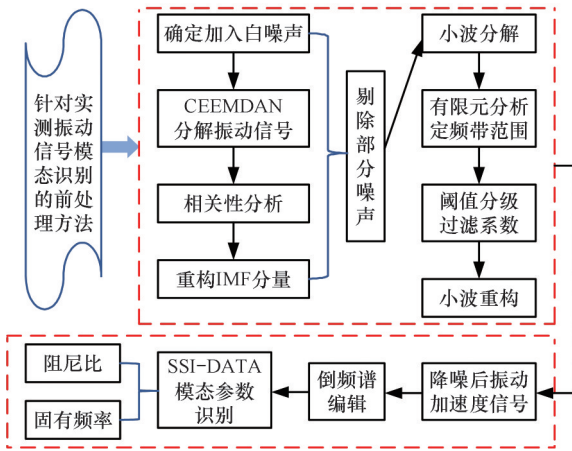 针对实
测振动
信号模
态识别
的前处
理方法
确定加入白噪声
CEEMDAN
分解振动信号
相关性分析
重构IMF分量
剔
除
部
分
噪
声
小波分解
有限元分析
定频带范围
阈值分级
过滤系数
小波重构
降噪后振动
加速度信号
倒频谱
编辑
SSI-DATA
模态参数
识别
阻尼比
固有频率